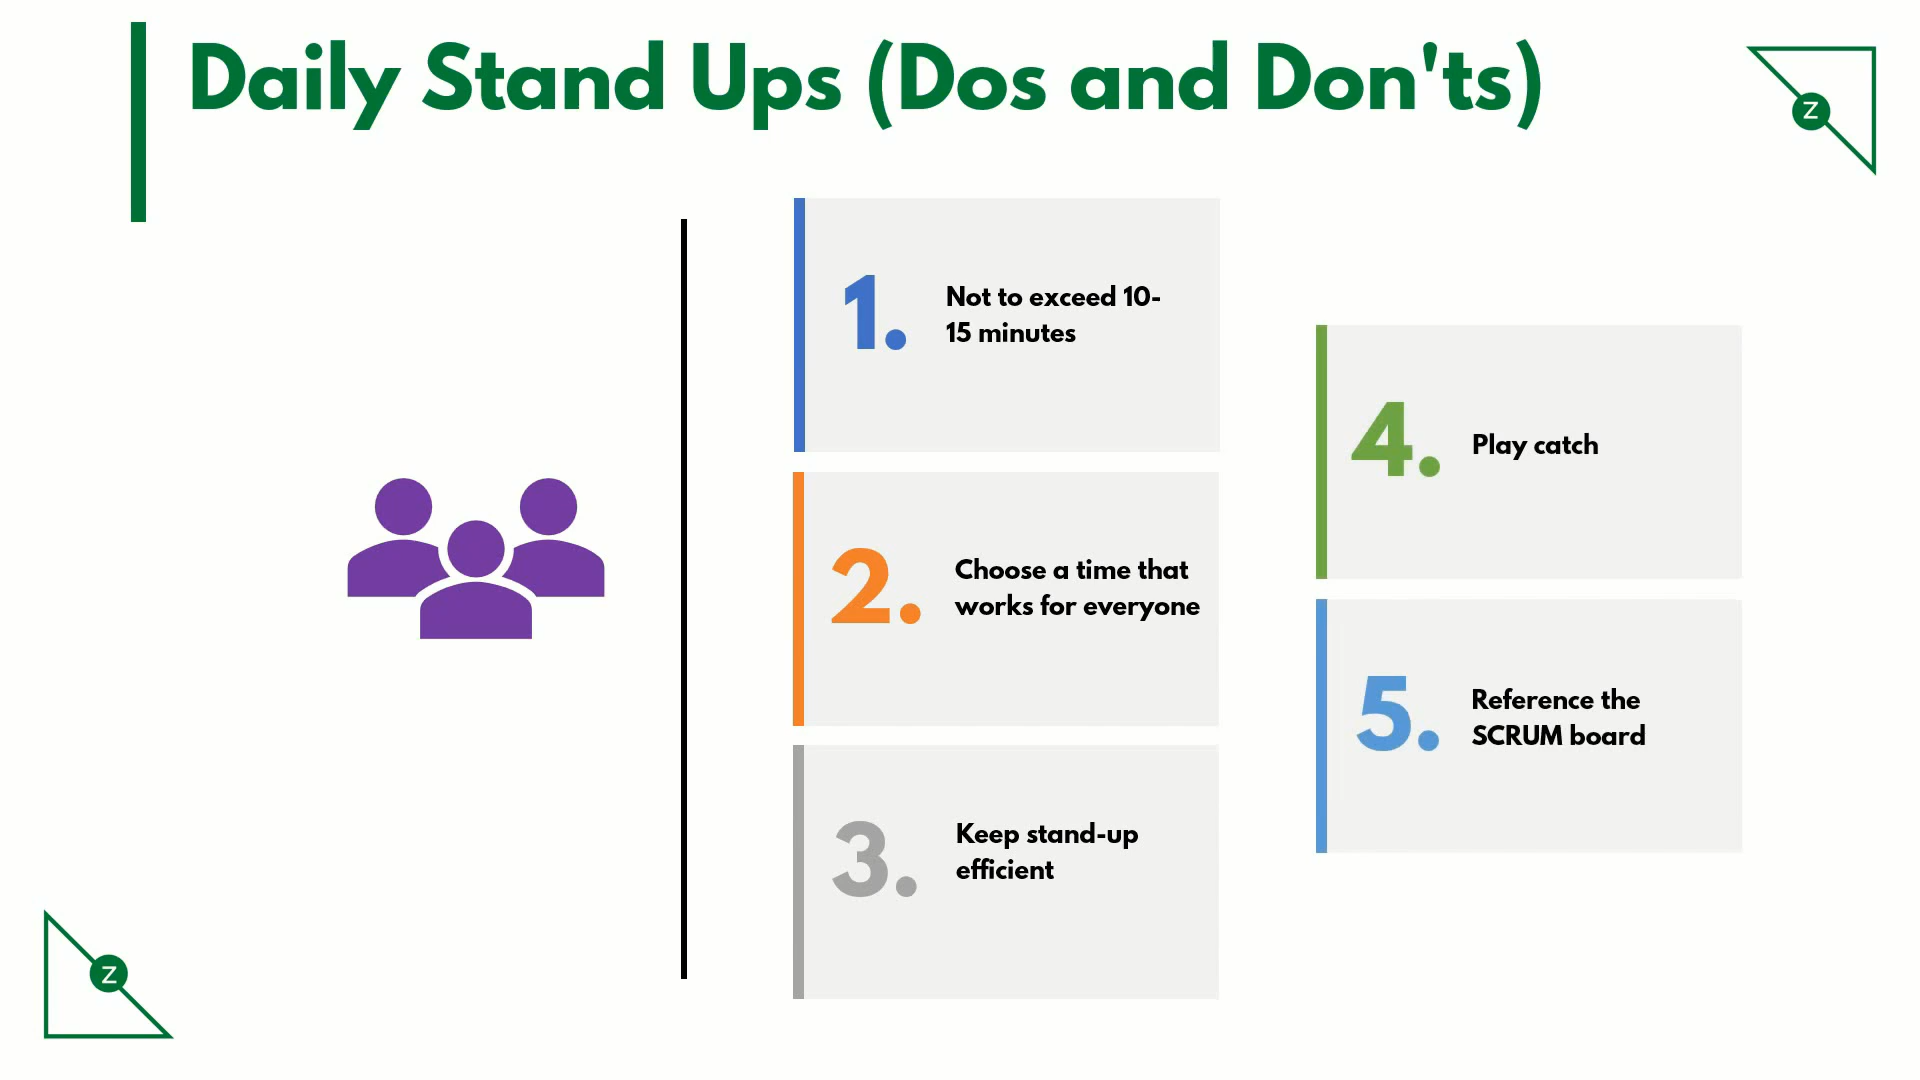 Daily Stand Ups (Dos and Don'ts)
Z
1.
Not to exceed 10-
15 minutes
2.
Choose a time that
works for everyone
3.
Keep stand-up
efficient
4.
Play catch
5.
Reference the
SCRUM board
Z